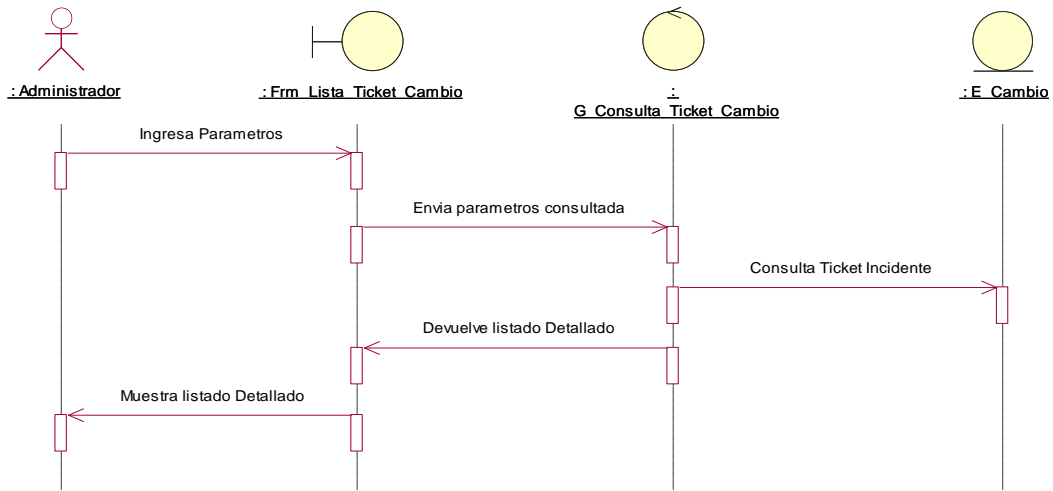 : Administrador
: Frm_Lista_Ticket_Cambio
:
G_Consulta_Ticket_Cambio
: E_Cambio
Ingresa Parametros
Envia parametros consultada
Consulta Ticket Incidente
Devuelve listado Detallado
Muestra listado Detallado